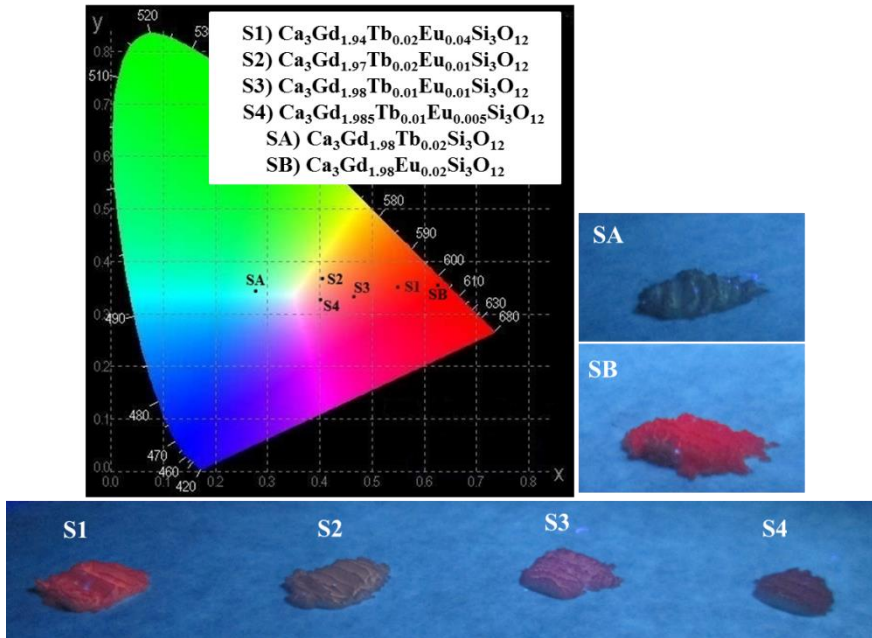 y
520
530
S1) Ca₃Gd₁.₉₄Tb₀.₀₂Eu₀.₀₄Si₃O₁₂
S2) Ca₃Gd₁.₉₇Tb₀.₀₂Eu₀.₀₁Si₃O₁₂
S3) Ca₃Gd₁.₉₈Tb₀.₀₁Eu₀.₀₁Si₃O₁₂
S4) Ca₃Gd₁.₉₈₅Tb₀.₀₁Eu₀.₀₀₅Si₃O₁₂
SA) Ca₃Gd₁.₉₈Tb₀.₀₂Si₃O₁₂
SB) Ca₃Gd₁.₉₈Eu₀.₀₂Si₃O₁₂
0.8
510
0.7
0.6
0.5
580
590
0.4
600
SA S2 S3 S1 SB 610
S4
0.3
630
490
680
0.2
480
0.1
470
460
0.0
420
0.0 0.1 0.2 0.3 0.4 0.5 0.6 0.7 0.8
X
SA
SB
S1 S2 S3 S4